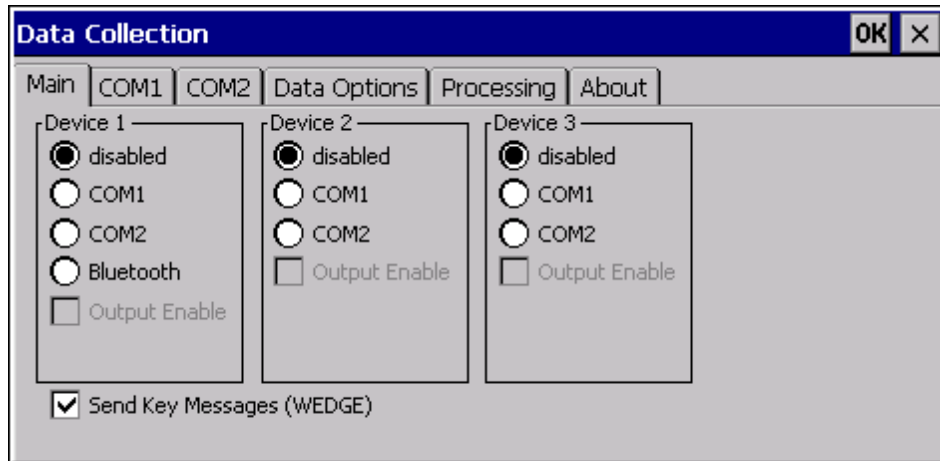 Data Collection OK ×
Main COM1 COM2 Data Options Processing About
Device 1 Device 2 Device 3
disabled disabled disabled
COM1 COM1 COM1
COM2 COM2 COM2
Bluetooth Output Enable Output Enable
Output Enable
Send Key Messages (WEDGE)